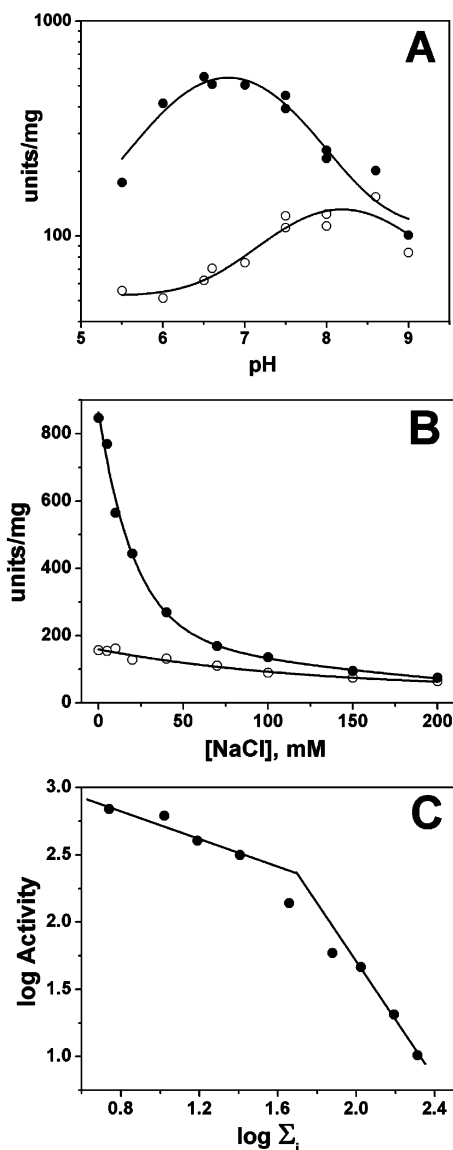 A
1000
100
units/mg
5 6 7 8 9
pH
B
800
600
400
200
0
units/mg
0 50 100 150 200
[NaCl], mM
C
3.0
2.5
2.0
1.5
1.0
log Activity
0.8 1.2 1.6 2.0 2.4
log Σi